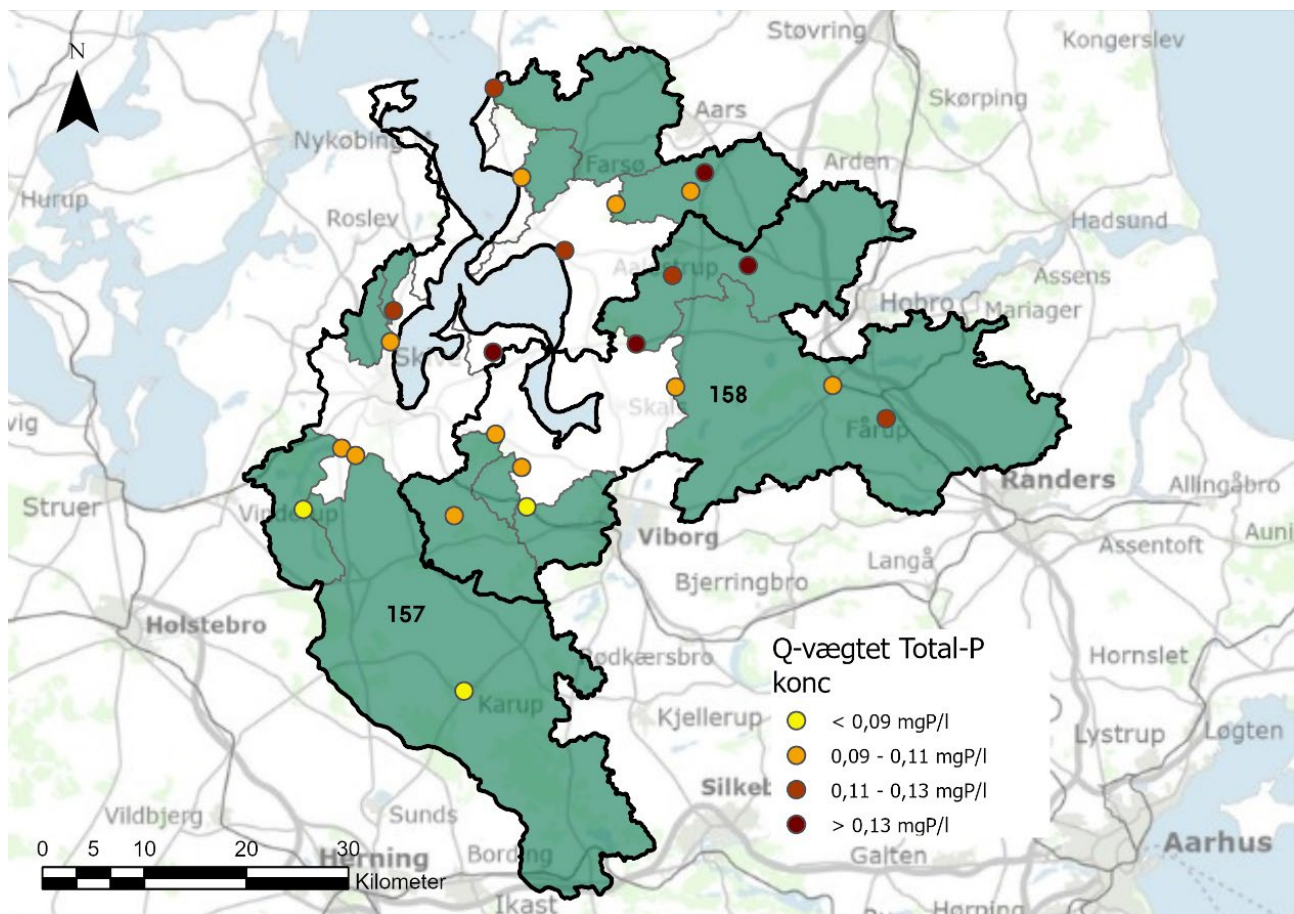 Støvring
Kongerslev
N
Aars
Skørping
Nykøbing
Farsø
Arden
Hurup
Roslev
Hadsund
Assens
Hobro
Mariager
158
Fårup
Struer
Vinderup
Randers
Allingåbro
Viborg
Langå
Assentoft
Bjerringbro
157
Holstebro
Q-vægtet Total-P
konc
Hornslet
Karup
Kjellerup
< 0,09 mgP/l
Løgten
0,09 - 0,11 mgP/l
Lystrup
0,11 - 0,13 mgP/l
Vildbjerg
Sunds
> 0,13 mgP/l
Aarhus
0 5 10 20 30
Kilometer
Herning
Bording
Galten
Ikast
Hørping